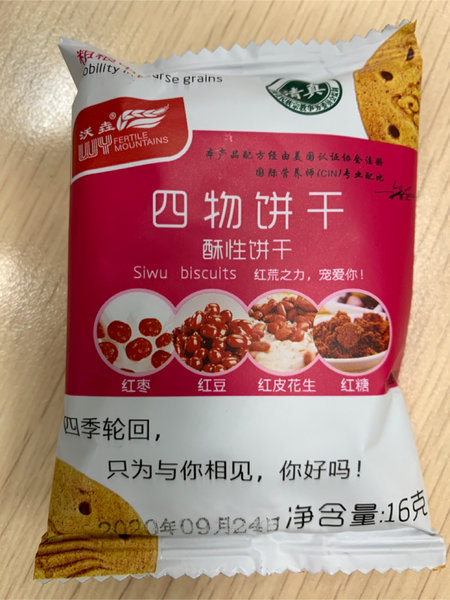 obility in coarse grains
沃垚
WY FERTILE
MOUNTAINS
本产品配方经由美国认证协会注册
国际营养师(CIN)专业配比
四物饼干
酥性饼干
Siwu biscuits 红荒之力，宠爱你！
红枣 红豆 红皮花生 红糖
四季轮回，
只为与你相见，你好吗！
2020年09月24日 净含量:16克